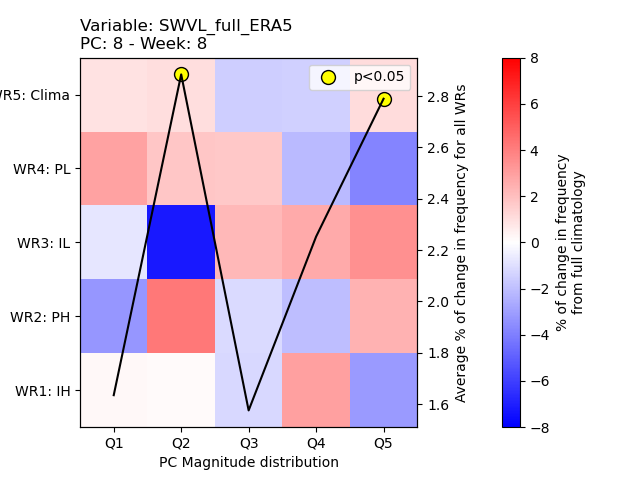 Variable: SWVL_full_ERA5
PC: 8 - Week: 8
p<0.05
WR5: Clima
WR4: PL
WR3: IL
WR2: PH
WR1: IH
Q1 Q2 Q3 Q4 Q5
PC Magnitude distribution
2.8
2.6
2.4
2.2
2.0
1.8
1.6
Average % of change in frequency for all WRs
8
6
4
2
0
−2
−4
−6
−8
% of change in frequency
from full climatology